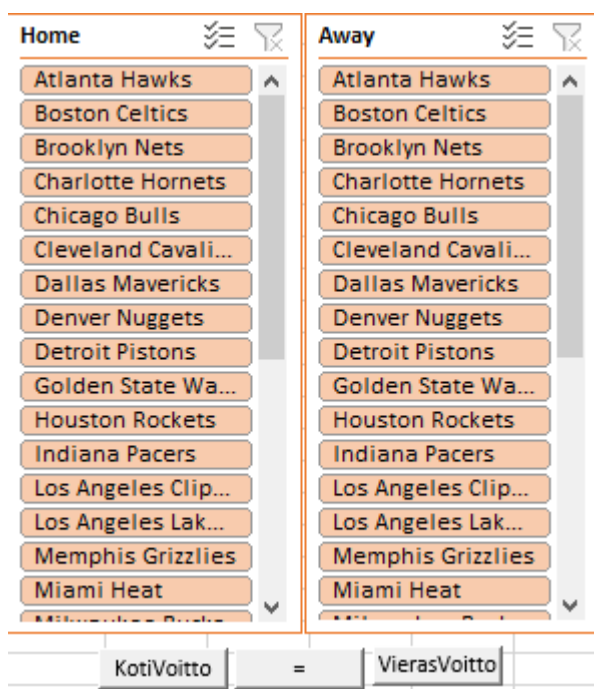 Home
Atlanta Hawks
Boston Celtics
Brooklyn Nets
Charlotte Hornets
Chicago Bulls
Cleveland Cavali...
Dallas Mavericks
Denver Nuggets
Detroit Pistons
Golden State Wa...
Houston Rockets
Indiana Pacers
Los Angeles Clip...
Los Angeles Lak...
Memphis Grizzlies
Miami Heat
Away
Atlanta Hawks
Boston Celtics
Brooklyn Nets
Charlotte Hornets
Chicago Bulls
Cleveland Cavali...
Dallas Mavericks
Denver Nuggets
Detroit Pistons
Golden State Wa...
Houston Rockets
Indiana Pacers
Los Angeles Clip...
Los Angeles Lak...
Memphis Grizzlies
Miami Heat
KotiVoitto = VierasVoitto